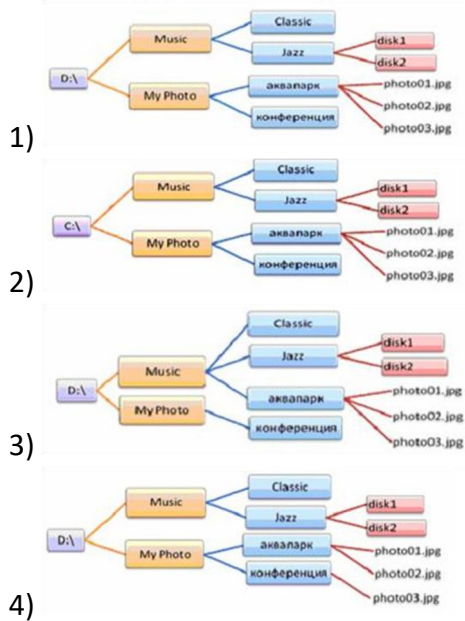 Classic
Music
Jazz
disk1
disk2
D:\
аквапарк
photo01.jpg
My Photo
photo02.jpg
конференция
photo03.jpg
1)
Classic
Music
disk1
Jazz
disk2
C:\
аквапарк
photo01.jpg
My Photo
photo02.jpg
конференция
photo03.jpg
2)
Classic
disk1
Music
Jazz
disk2
D:\
аквапарк
photo01.jpg
My Photo
photo02.jpg
конференция
photo03.jpg
3)
Classic
Music
disk1
Jazz
disk2
D:\
аквапарк
photo01.jpg
My Photo
photo02.jpg
конференция
photo03.jpg
4)